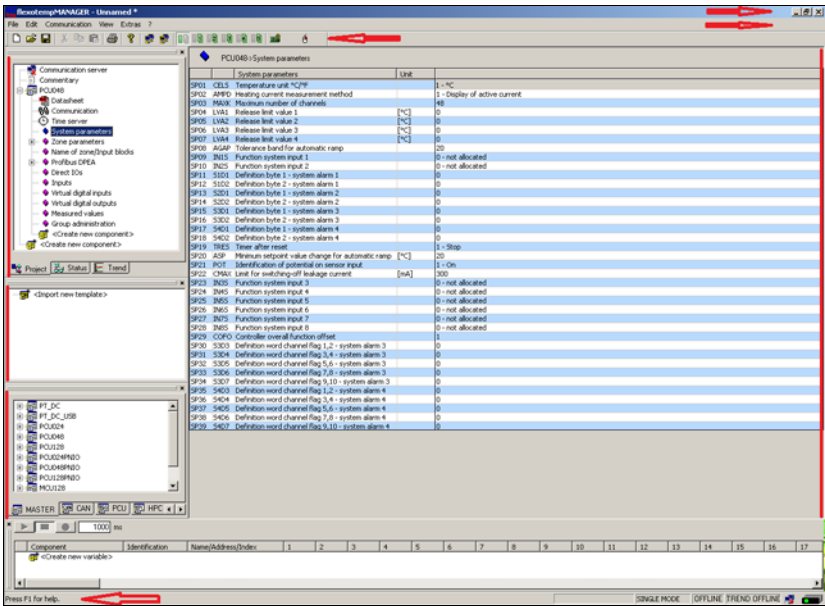 flexotempMANAGER - Unnamed *
File Edit Communication View Extras ?
Communication server
Commentary
PCU048
Datasheet
Communication
Time server
System parameters
Zone parameters
Name of zone/Input blocks
Profibus DPEA
Direct IOs
Inputs
Virtual digital inputs
Virtual digital outputs
Measured values
Group administration
<Create new component>
<Create new component>
Project Status Trend
<Import new template>
PT_DC
PT_DC_USB
PCU024
PCU048
PCU128
PCU024PNIO
PCU048PNIO
PCU128PNIO
MCU128
MASTER CAN PCU HPC
PCU048>System parameters
System parameters Unit
SP01 CELS Temperature unit °C/°F 1 - °C
SP02 AMPD Heating current measurement method 1 - Display of active current
SP03 MAXK Maximum number of channels 48
SP04 LVA1 Release limit value 1 [°C] 0
SP05 LVA2 Release limit value 2 [°C] 0
SP06 LVA3 Release limit value 3 [°C] 0
SP07 LVA4 Release limit value 4 [°C] 0
SP08 AGAP Tolerance band for automatic ramp 20
SP09 IN1S Function system input 1 0 - not allocated
SP10 IN2S Function system input 2 0 - not allocated
SP11 S1D1 Definition byte 1 - system alarm 1 0
SP12 S1D2 Definition byte 2 - system alarm 1 0
SP13 S2D1 Definition byte 1 - system alarm 2 0
SP14 S2D2 Definition byte 2 - system alarm 2 0
SP15 S3D1 Definition byte 1 - system alarm 3 0
SP16 S3D2 Definition byte 2 - system alarm 3 0
SP17 S4D1 Definition byte 1 - system alarm 4 0
SP18 S4D2 Definition byte 2 - system alarm 4 0
SP19 TRES Timer after reset 1 - Stop
SP20 ASP Minimum setpoint value change for automatic ramp [°C] 20
SP21 POT Identification of potential on sensor input 1 - On
SP22 CMAX Limit for switching-off leakage current [mA] 300
SP23 IN3S Function system input 3 0 - not allocated
SP24 IN4S Function system input 4 0 - not allocated
SP25 IN5S Function system input 5 0 - not allocated
SP26 IN6S Function system input 6 0 - not allocated
SP27 IN7S Function system input 7 0 - not allocated
SP28 IN8S Function system input 8 0 - not allocated
SP29 COFO Controller overall function offset 1
SP30 S3D3 Definition word channel flag 1,2 - system alarm 3 0
SP31 S3D4 Definition word channel flag 3,4 - system alarm 3 0
SP32 S3D5 Definition word channel flag 5,6 - system alarm 3 0
SP33 S3D6 Definition word channel flag 7,8 - system alarm 3 0
SP34 S3D7 Definition word channel flag 9,10 - system alarm 3 0
SP35 S4D3 Definition word channel flag 1,2 - system alarm 4 0
SP36 S4D4 Definition word channel flag 3,4 - system alarm 4 0
SP37 S4D5 Definition word channel flag 5,6 - system alarm 4 0
SP38 S4D6 Definition word channel flag 7,8 - system alarm 4 0
SP39 S4D7 Definition word channel flag 9,10 - system alarm 4 0
1000 ms
Component Identification Name/Address/Index 1 2 3 4 5 6 7 8 9 10 11 12 13 14 15 16 17
<Create new variable>
Press F1 for help. SINGLE MODE OFFLINE TREND OFFLINE